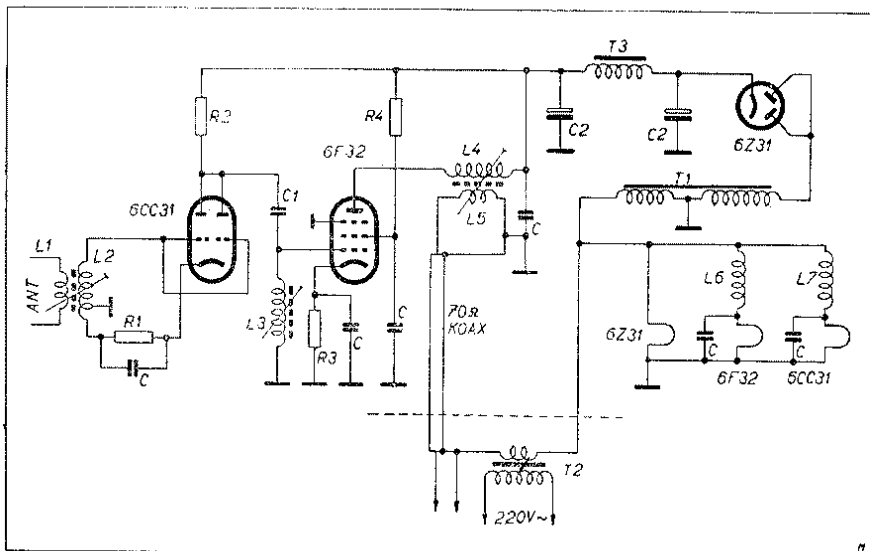 T3
R2
R4
C2
C2
6Z31
6F32
L4
T1
6CC31
C1
L5
L1
L2
C
L6
L7
ANT
70Ω
KOAX
R1
L3
6Z31
C
C
R3
C
C
C
6F32
6CC31
T2
220V~